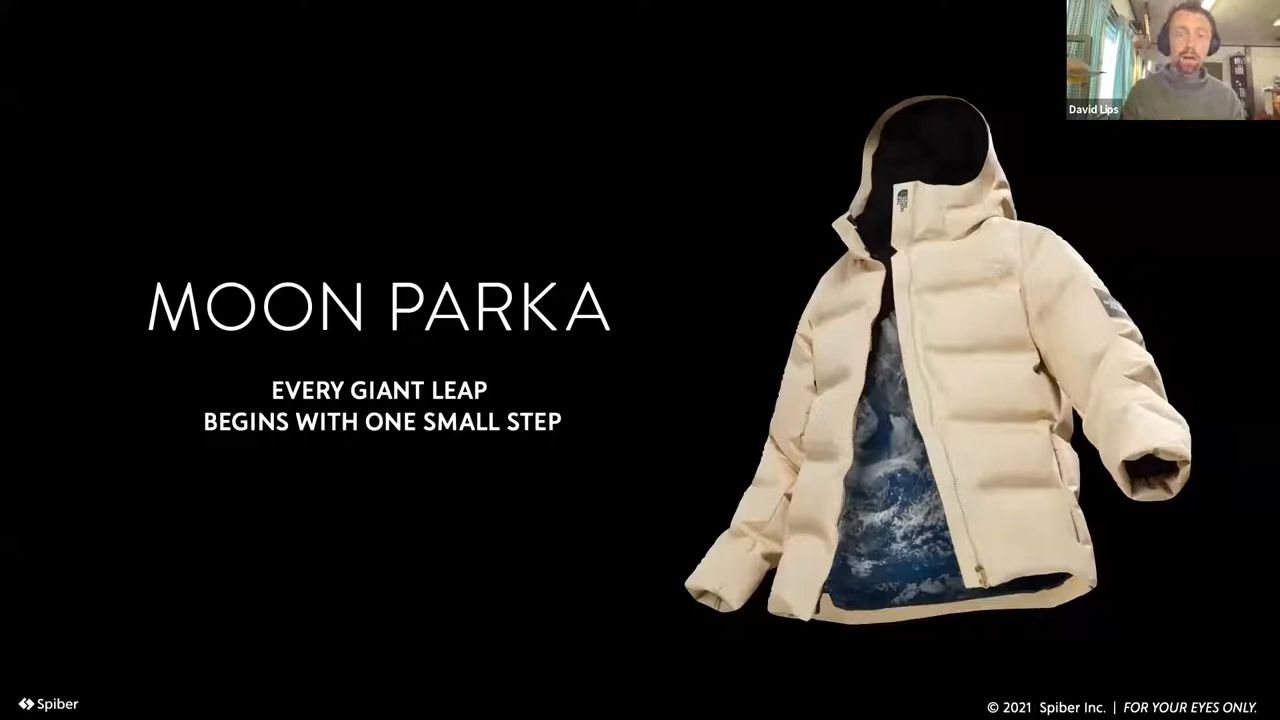 David Lips
MOON PARKA
EVERY GIANT LEAP
BEGINS WITH ONE SMALL STEP
Spiber
© 2021 Spiber Inc. | FOR YOUR EYES ONLY.